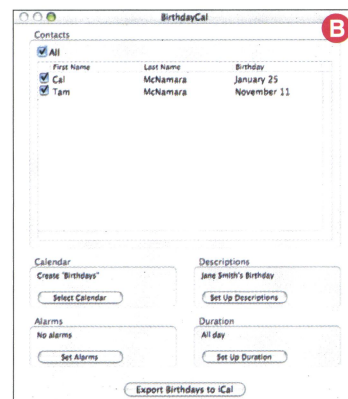 BirthdayCal
B
Contacts
All
First Name Last Name Birthday
Cal McNamara January 25
Tam McNamara November 11
Calendar Descriptions
Create "Birthdays" Jane Smith's Birthday
Select Calendar Set Up Descriptions
Alarms Duration
No alarms All day
Set Alarms Set Up Duration
Export Birthdays to iCal